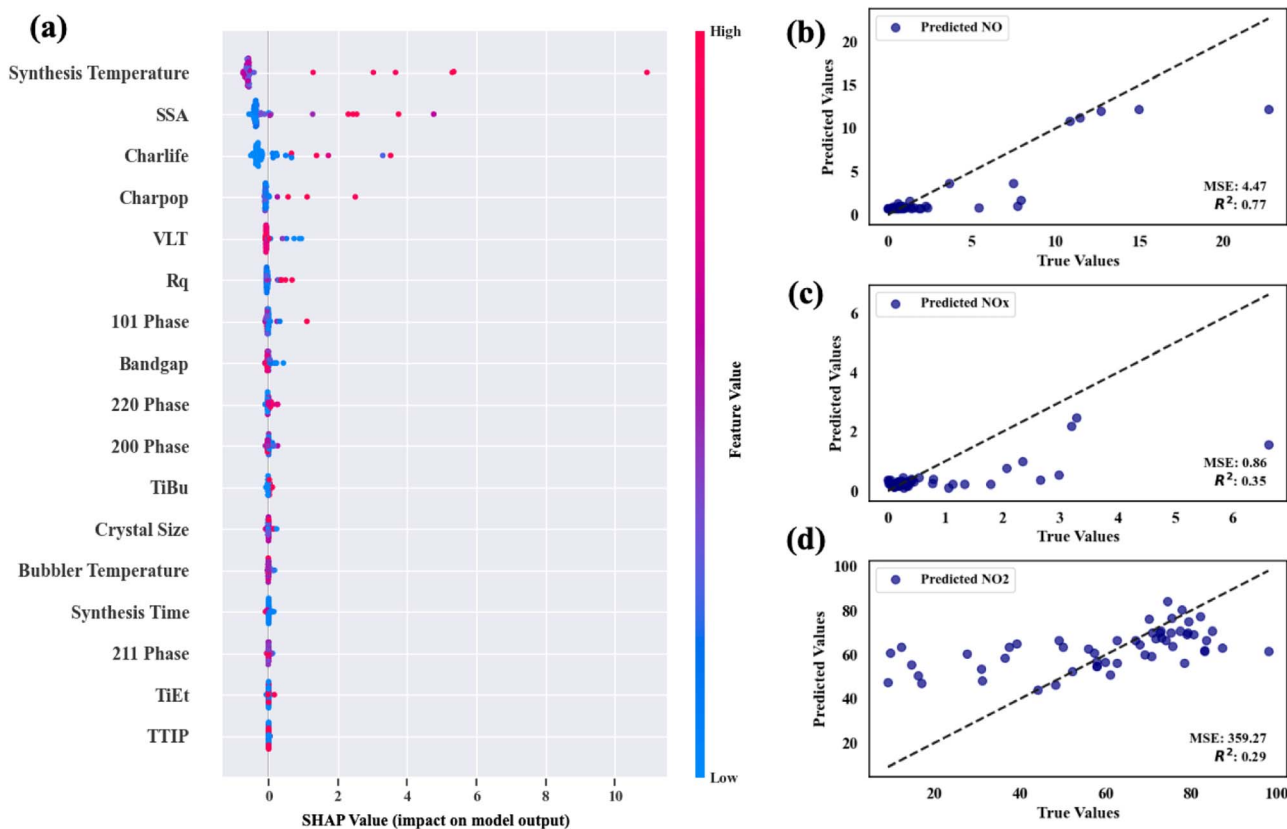 (a)
High
Synthesis Temperature
SSA
Charlife
Charpop
VLT
Rq
101 Phase
Bandgap
220 Phase
200 Phase
TiBu
Crystal Size
Bubbler Temperature
Synthesis Time
211 Phase
TiEt
TTIP
Feature Value
Low
0 2 4 6 8 10
SHAP Value (impact on model output)
(b)
Predicted NO
Predicted Values
20
15
10
5
0
MSE: 4.47
R²: 0.77
0 5 10 15 20
True Values
(c)
Predicted NOx
Predicted Values
6
4
2
0
MSE: 0.86
R²: 0.35
0 1 2 3 4 5 6
True Values
(d)
Predicted NO2
Predicted Values
100
80
60
40
20
MSE: 359.27
R²: 0.29
20 40 60 80 100
True Values